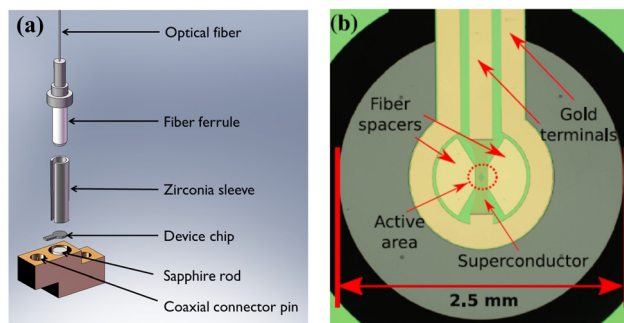 (a)
Optical fiber
Fiber ferrule
Zirconia sleeve
Device chip
Sapphire rod
Coaxial connector pin
(b)
Fiber
spacers
Gold
terminals
Active
area
Superconductor
2.5 mm